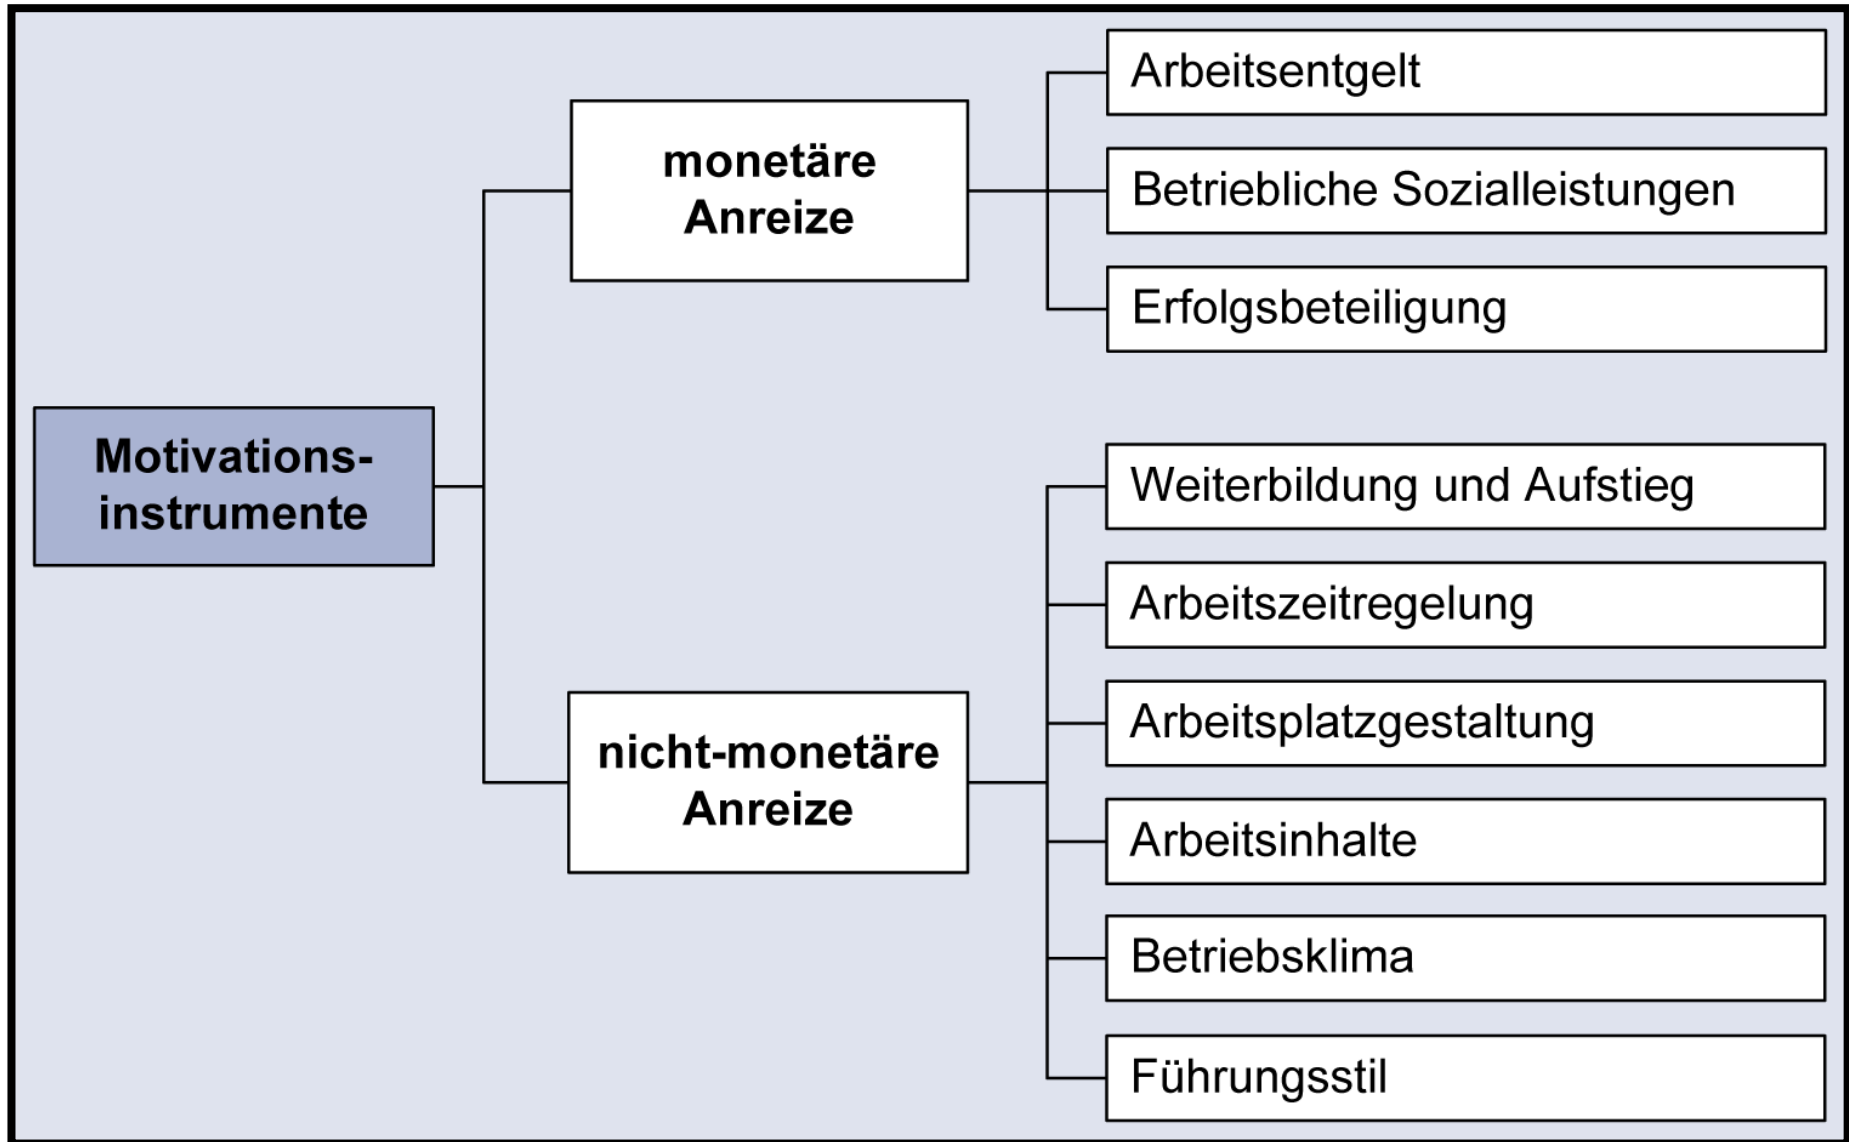 Motivations-
instrumente
monetäre
Anreize
Arbeitsentgelt
Betriebliche Sozialleistungen
Erfolgsbeteiligung
nicht-monetäre
Anreize
Weiterbildung und Aufstieg
Arbeitszeitregelung
Arbeitsplatzgestaltung
Arbeitsinhalte
Betriebsklima
Führungsstil